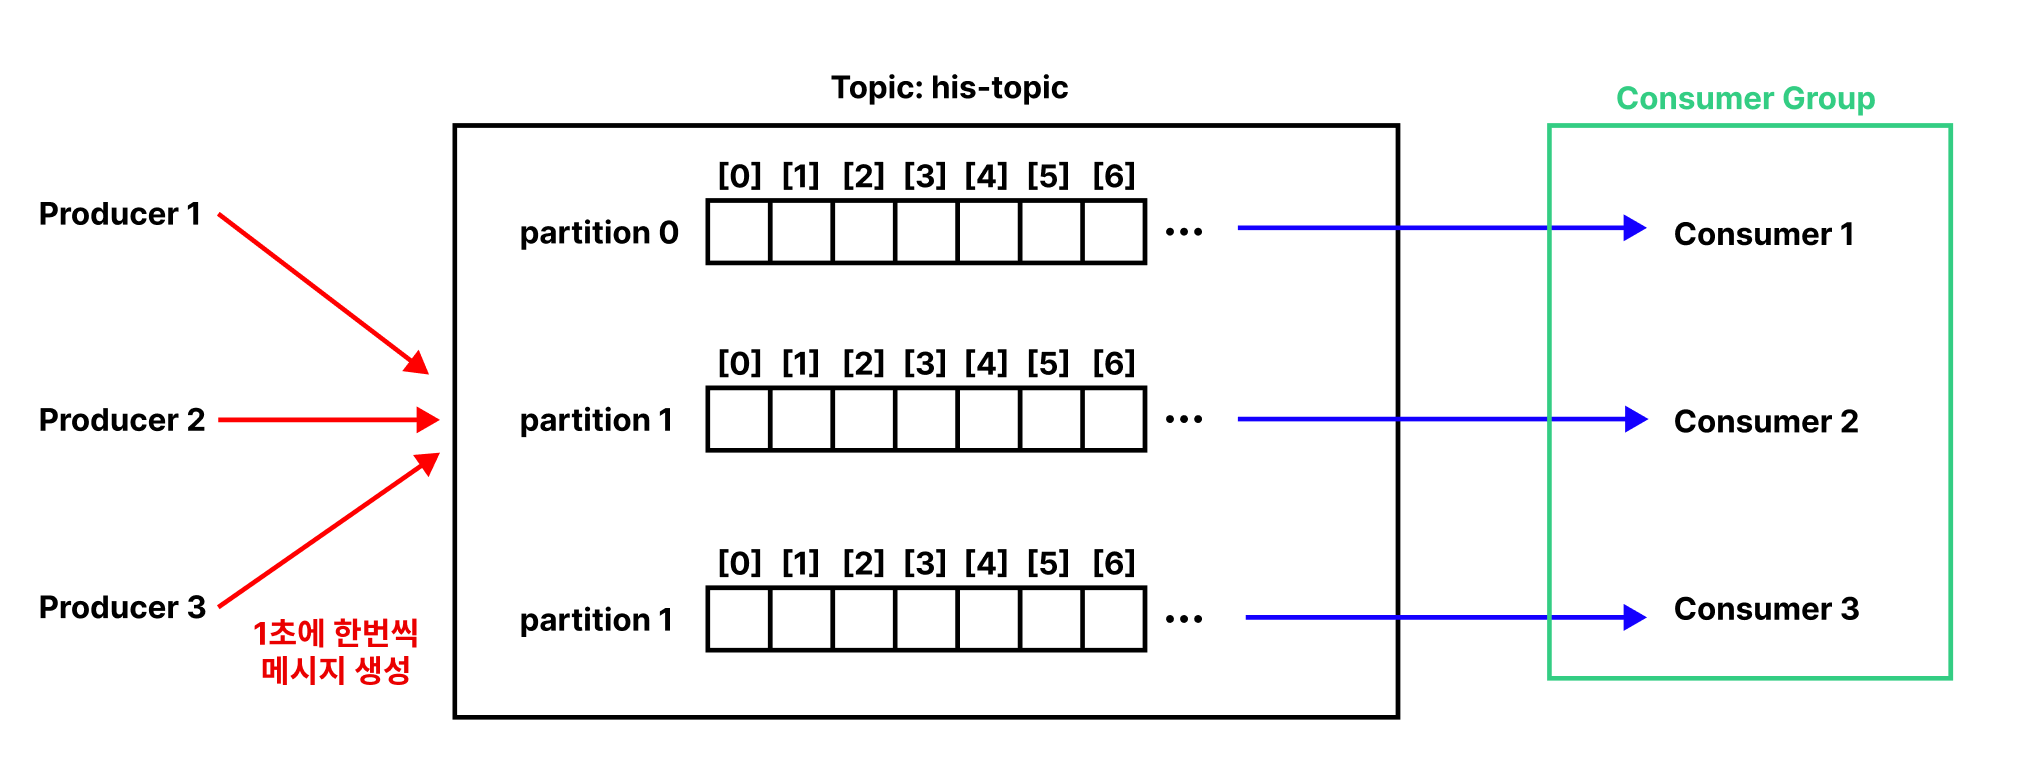 Topic: his-topic
Consumer Group
Producer 1
Producer 2
Producer 3
1초에 한번씩
메시지 생성
[0] [1] [2] [3] [4] [5] [6]
partition 0
...
[0] [1] [2] [3] [4] [5] [6]
partition 1
...
[0] [1] [2] [3] [4] [5] [6]
partition 1
...
Consumer 1
Consumer 2
Consumer 3